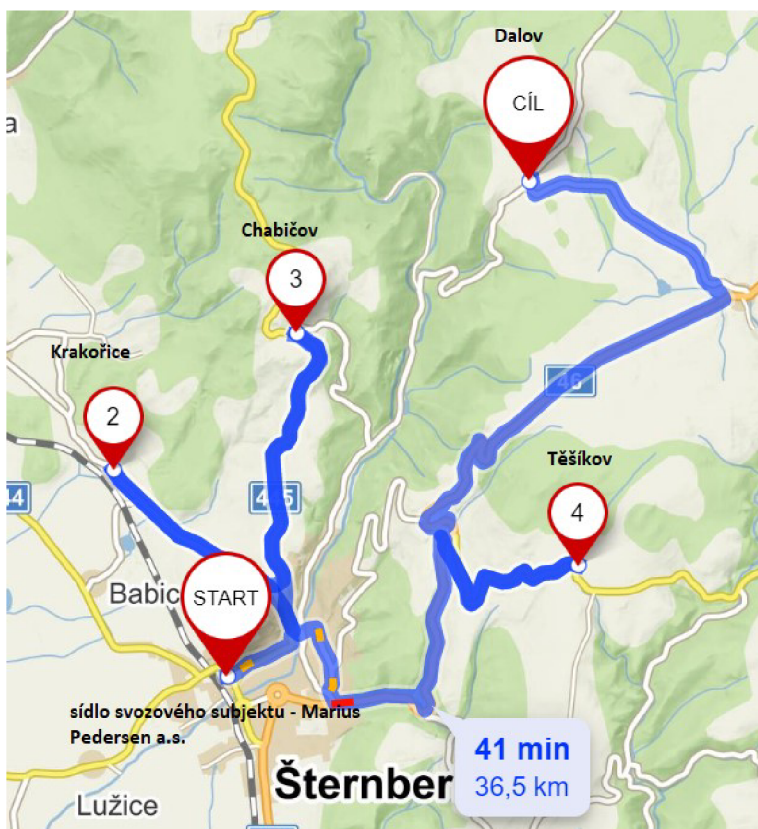 Dalov
CÍL
a
Chabičov
3
Krakořice
2
46
Těšíkov
44
445
4
Babic
START
sídlo svozového subjektu - Marius
Pedersen a.s.
41 min
36,5 km
Šternber
Lužice